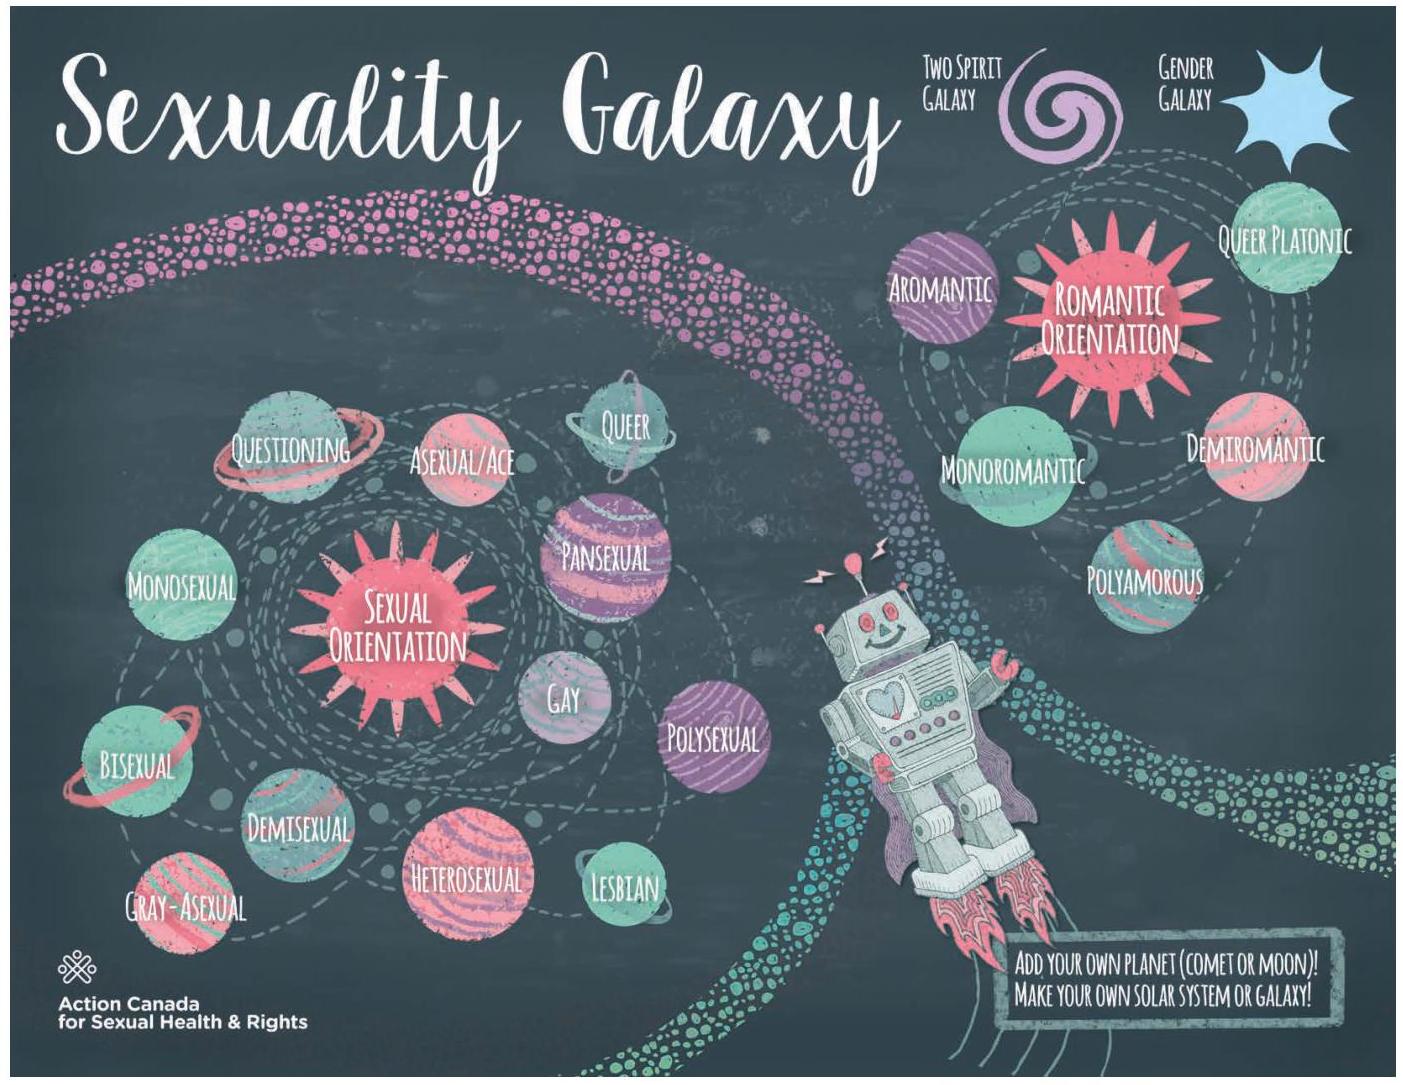 Sexuality Galaxy
TWO SPIRIT
GALAXY
GENDER
GALAXY
QUEER PLATONIC
AROMANTIC
ROMANTIC
ORIENTATION
MONOROMANTIC
DEMIROMANTIC
POLYAMOROUS
QUESTIONING
ASEXUAL/ACE
QUEER
PANSEXUAL
MONOSEXUAL
SEXUAL
ORIENTATION
GAY
POLYSEXUAL
BISEXUAL
DEMISEXUAL
HETEROSEXUAL
LESBIAN
GRAY-ASEXUAL
Action Canada
for Sexual Health & Rights
ADD YOUR OWN PLANET (COMET OR MOON)!
MAKE YOUR OWN SOLAR SYSTEM OR GALAXY!